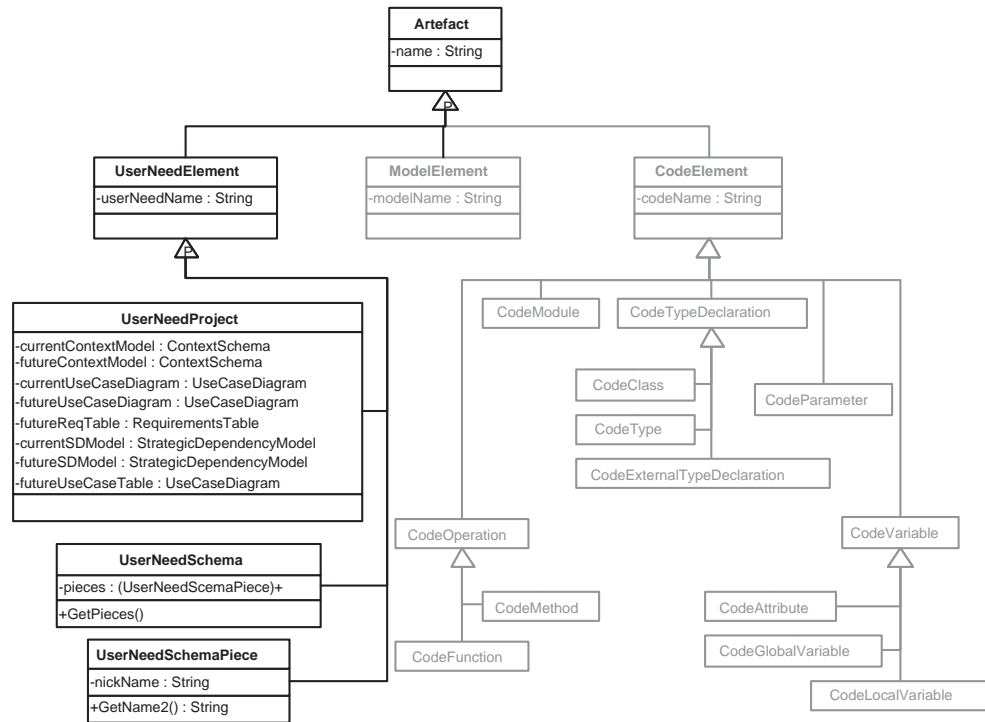 Artefact
-name : String
P
UserNeedElement
-userNeedName : String
ModelElement
-modelName : String
CodeElement
-codeName : String
P
UserNeedProject
-currentContextModel : ContextSchema
-futureContextModel : ContextSchema
-currentUseCaseDiagram : UseCaseDiagram
-futureUseCaseDiagram : UseCaseDiagram
-futureReqTable : RequirementsTable
-currentSDModel : StrategicDependencyModel
-futureSDModel : StrategicDependencyModel
-futureUseCaseTable : UseCaseDiagram
CodeModule
CodeTypeDeclaration
CodeClass
CodeType
CodeExternalTypeDeclaration
CodeParameter
CodeOperation
CodeVariable
UserNeedSchema
-pieces : (UserNeedScemaPiece)+
+GetPieces()
CodeMethod
CodeFunction
CodeAttribute
CodeGlobalVariable
CodeLocalVariable
UserNeedSchemaPiece
-nickName : String
+GetName2() : String